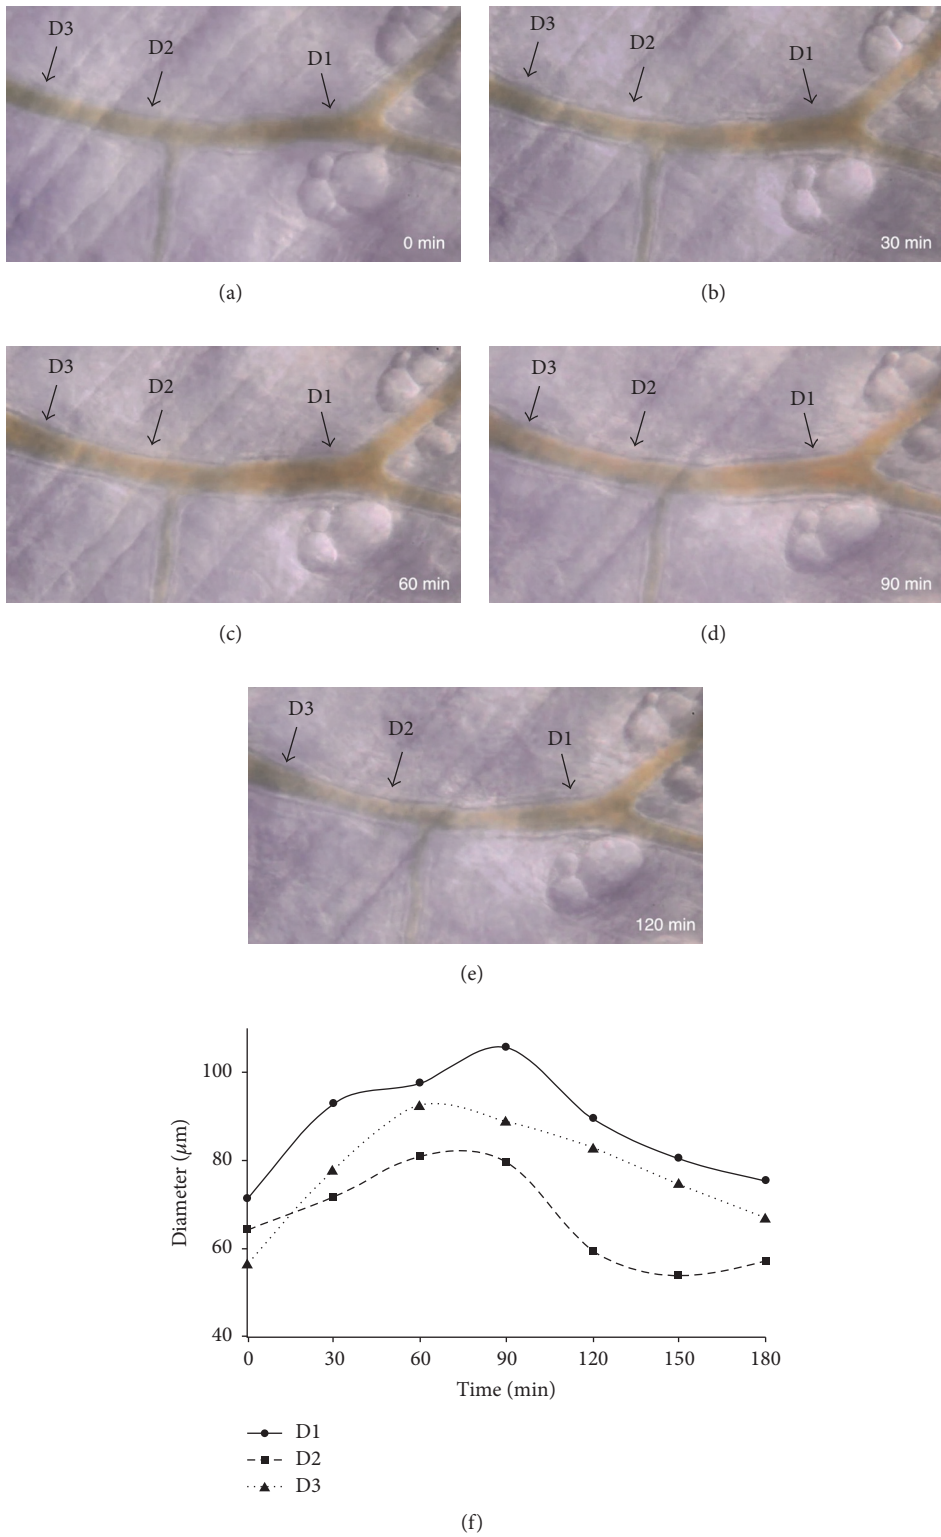 D3
D2
D1
0 min
(a)
D3
D2
D1
30 min
(b)
D3
D2
D1
60 min
(c)
D3
D2
D1
90 min
(d)
D3
D2
D1
120 min
(e)
100
80
60
40
Diameter (μm)
0 30 60 90 120 150 180
Time (min)
D1
D2
D3
(f)